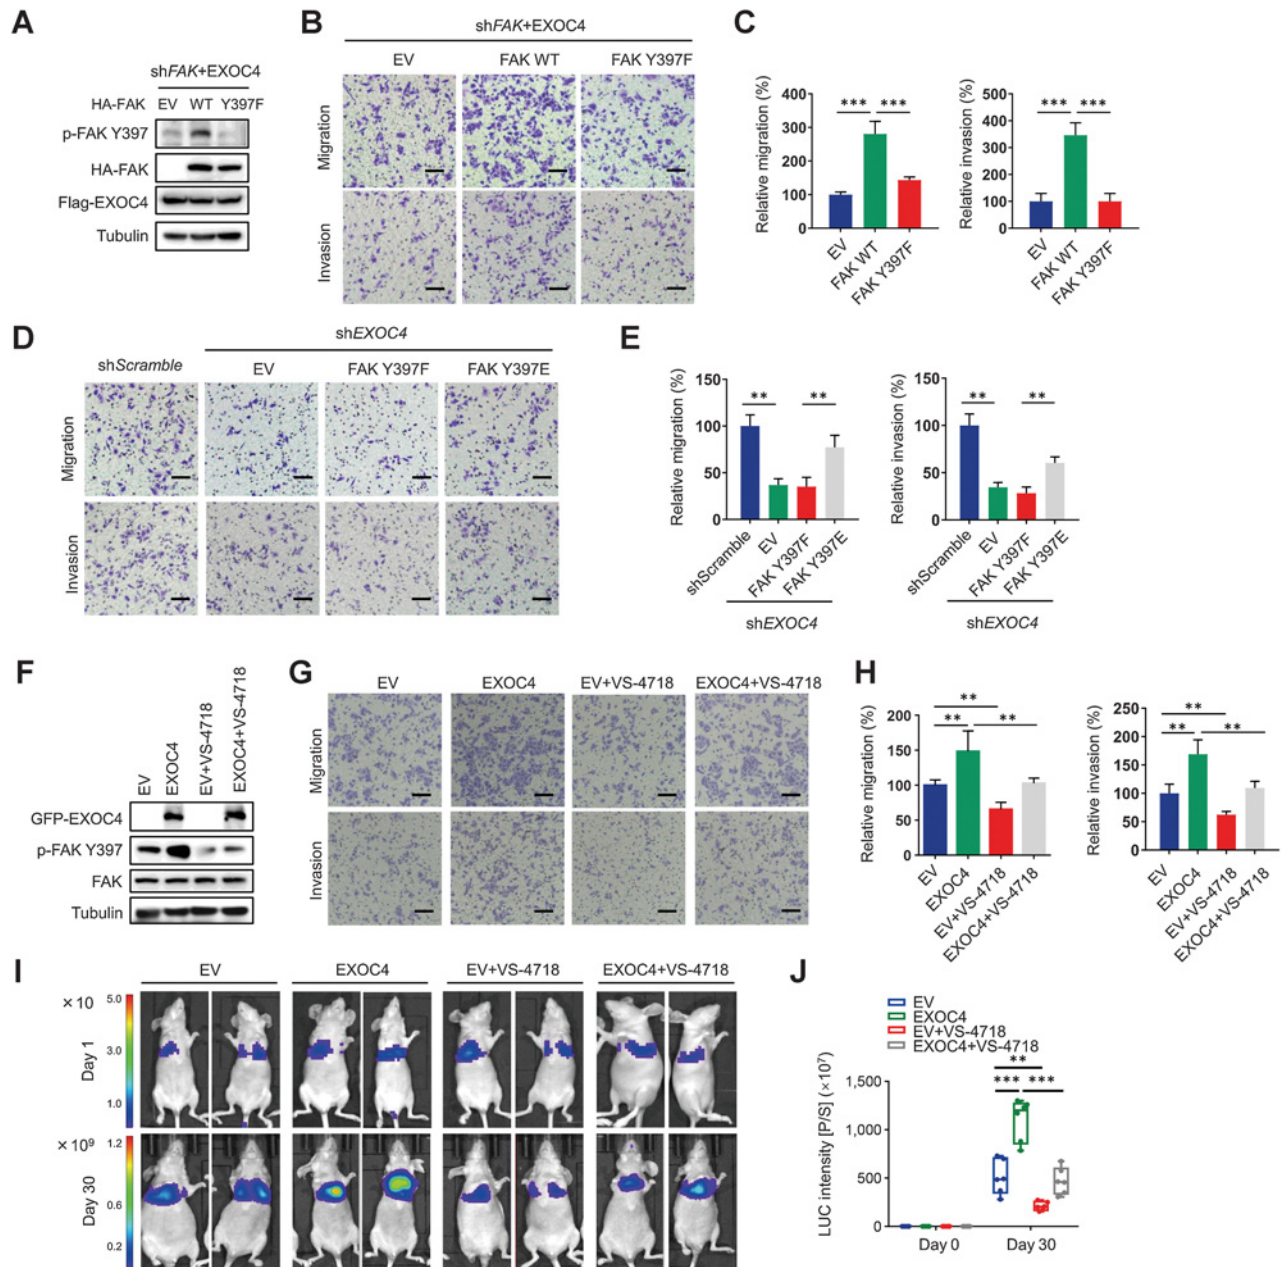 A
shFAK+EXOC4
HA-FAK EV WT Y397F
p-FAK Y397
HA-FAK
Flag-EXOC4
Tubulin
B
shFAK+EXOC4
EV FAK WT FAK Y397F
Migration
Invasion
C
Relative migration (%)
400
300
200
100
0
*** ***
EV
FAK WT
FAK Y397F
Relative invasion (%)
500
400
300
200
100
0
*** ***
EV
FAK WT
FAK Y397F
D
shEXOC4
shScramble EV FAK Y397F FAK Y397E
Migration
Invasion
E
Relative migration (%)
150
100
50
0
** **
shScramble
EV
FAK Y397F
FAK Y397E
shEXOC4
Relative invasion (%)
150
100
50
0
** **
shScramble
EV
FAK Y397F
FAK Y397E
shEXOC4
F
EV
EXOC4
EV+VS-4718
EXOC4+VS-4718
GFP-EXOC4
p-FAK Y397
FAK
Tubulin
G
EV EXOC4 EV+VS-4718 EXOC4+VS-4718
Migration
Invasion
H
Relative migration (%)
200
150
100
50
0
**
** **
EV
EXOC4
EV+VS-4718
EXOC4+VS-4718
Relative invasion (%)
250
200
150
100
50
0
**
** **
EV
EXOC4
EV+VS-4718
EXOC4+VS-4718
I
EV EXOC4 EV+VS-4718 EXOC4+VS-4718
× 10
5.0
3.0
1.0
Day 1
× 10⁹
1.2
0.6
0.2
Day 30
J
EV
EXOC4
EV+VS-4718
EXOC4+VS-4718
LUC intensity [P/S] (×10⁷)
1,500
1,000
500
0
**
*** ***
Day 0 Day 30